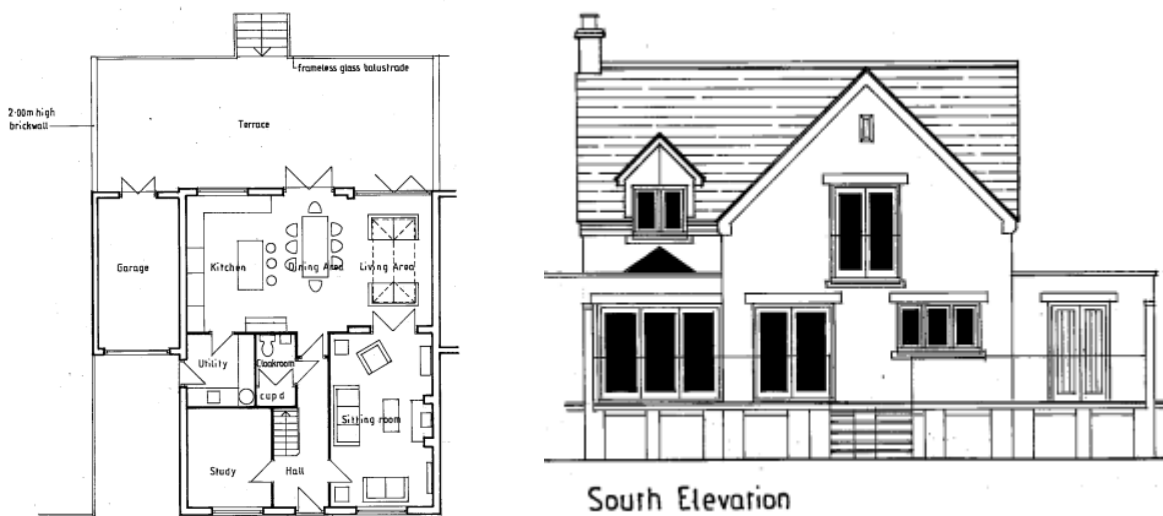 frameless glass balustrade
2·00m high
brickwall
Terrace
Garage
Kitchen
Dining Area
Living Area
Utility
Cloakroom
cup'd
Sitting room
Study
Hall
South Elevation